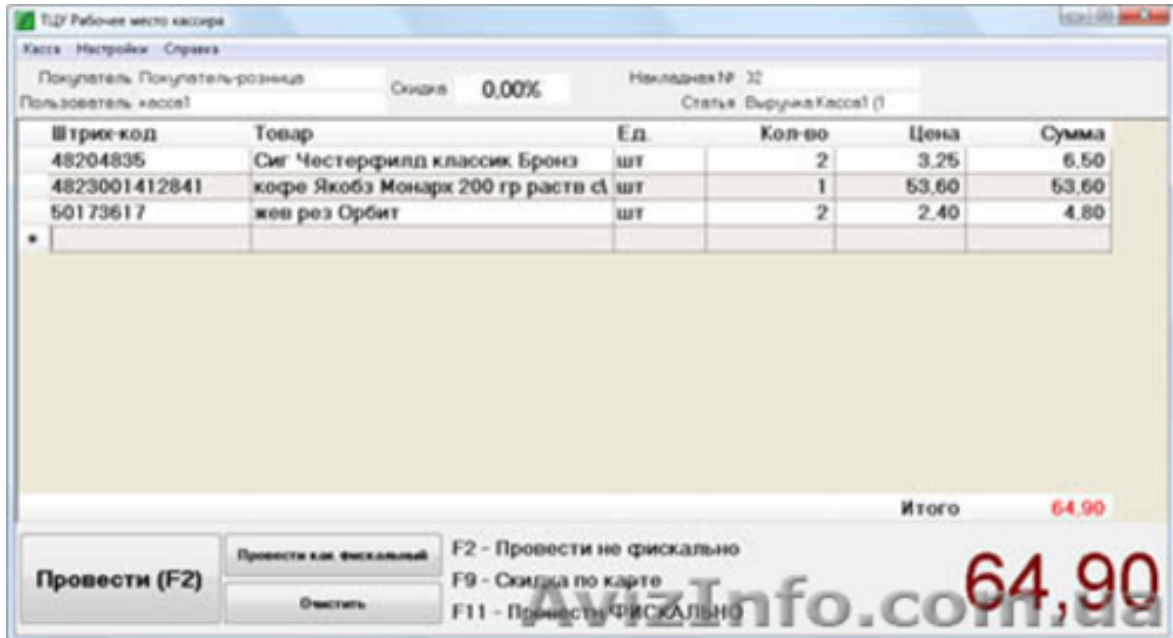 ТЦУ Рабочее место кассира
Касса Настройки Справка
Покупатель Покупатель-розница Скидка 0,00% Накладная № 32
Пользователь касса1 Статья Выручка Касса1 (1
Штрих-код Товар Ед. Кол-во Цена Сумма
48204835 Сиг Честерфилд классик Бронз шт 2 3,25 6,50
4823001412841 кофе Якобз Монарх 200 гр раств с\ шт 1 53,60 53,60
50173617 жев рез Орбит шт 2 2,40 4,80
*
Итого 64,90
Провести (F2) Провести как фискальный F2 - Провести не фискально 64,90
F9 - Скидка по карте
Очистить F11 - Провести ФИСКАЛЬНО
AvizInfo.com.ua